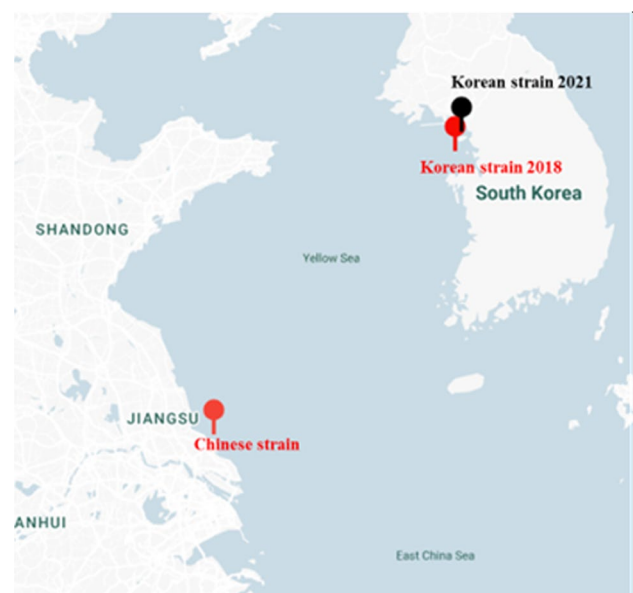 Korean strain 2021
Korean strain 2018
South Korea
SHANDONG
Yellow Sea
JIANGSU
Chinese strain
ANHUI
East China Sea